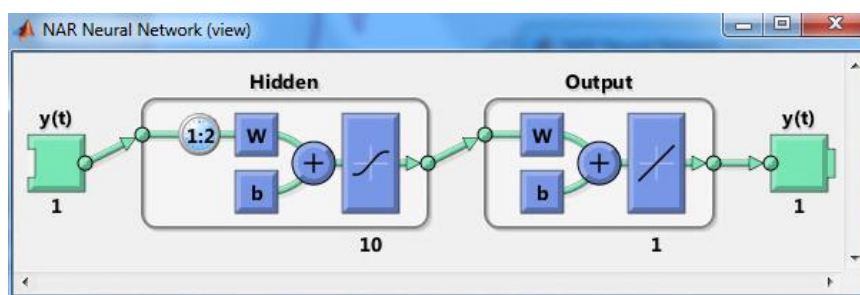 NAR Neural Network (view)
Hidden
Output
y(t)
1:2
W
b
10
W
b
1
y(t)
1
1